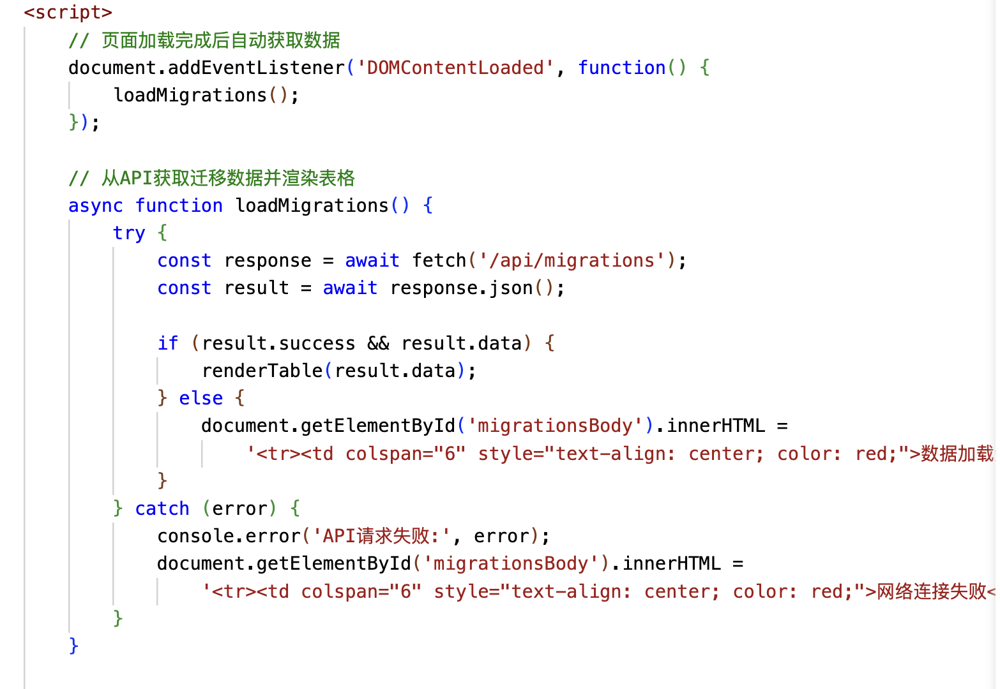 <script>
// 页面加载完成后自动获取数据
document.addEventListener('DOMContentLoaded', function() {
loadMigrations();
});
// 从API获取迁移数据并渲染表格
async function loadMigrations() {
try {
const response = await fetch('/api/migrations');
const result = await response.json();
if (result.success && result.data) {
renderTable(result.data);
} else {
document.getElementById('migrationsBody').innerHTML =
'<tr><td colspan="6" style="text-align: center; color: red;">数据加载
}
} catch (error) {
console.error('API请求失败:', error);
document.getElementById('migrationsBody').innerHTML =
'<tr><td colspan="6" style="text-align: center; color: red;">网络连接失败<
}
}